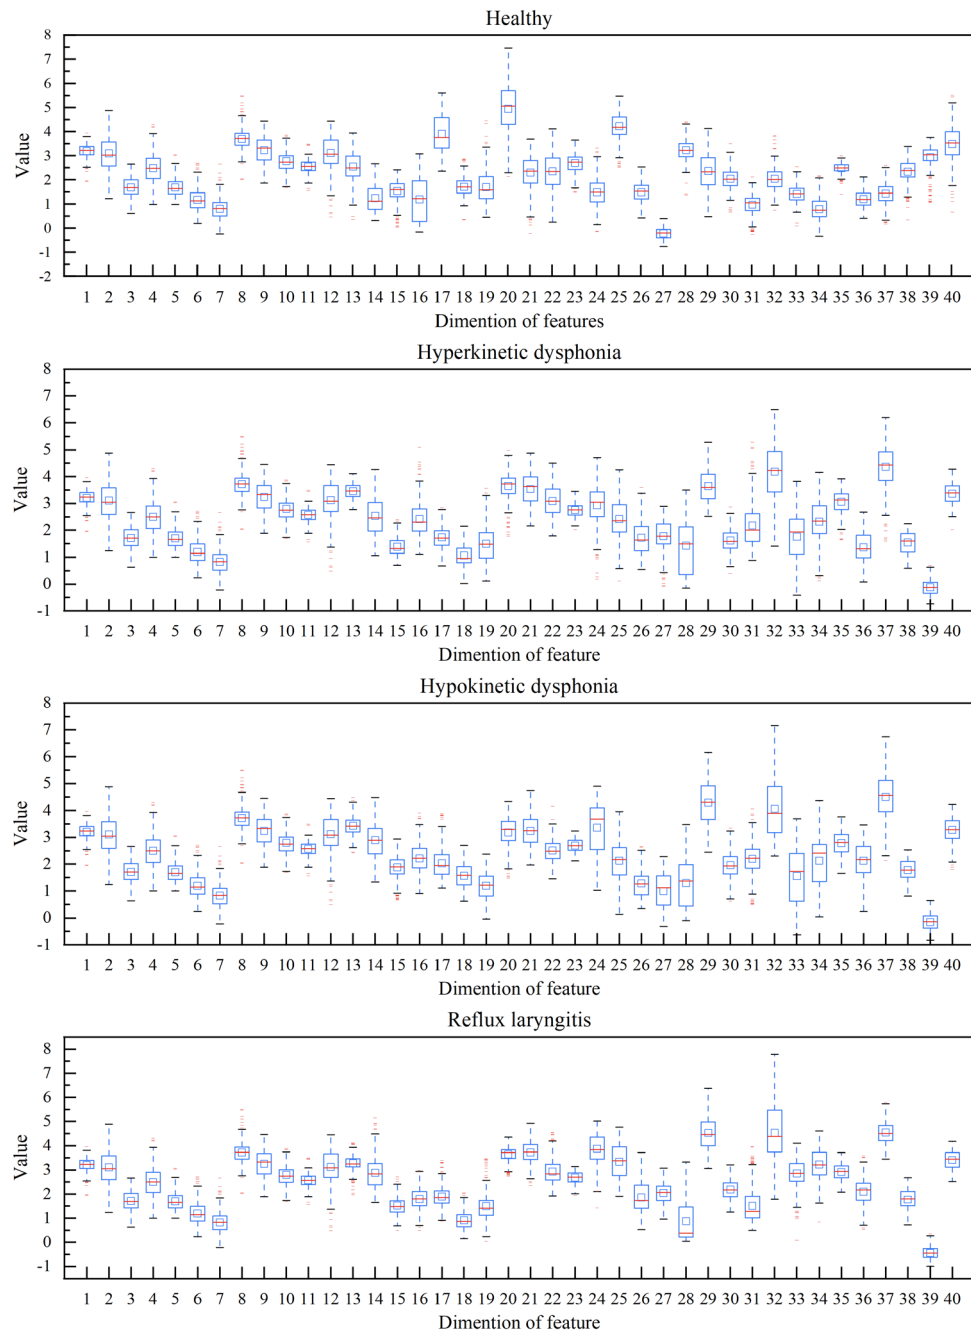 Healthy
8
7
6
5
4
3
2
1
0
-1
-2
Value
1 2 3 4 5 6 7 8 9 10 11 12 13 14 15 16 17 18 19 20 21 22 23 24 25 26 27 28 29 30 31 32 33 34 35 36 37 38 39 40
Dimention of features
Hyperkinetic dysphonia
8
7
6
5
4
3
2
1
0
-1
Value
1 2 3 4 5 6 7 8 9 10 11 12 13 14 15 16 17 18 19 20 21 22 23 24 25 26 27 28 29 30 31 32 33 34 35 36 37 38 39 40
Dimention of feature
Hypokinetic dysphonia
8
7
6
5
4
3
2
1
0
-1
Value
1 2 3 4 5 6 7 8 9 10 11 12 13 14 15 16 17 18 19 20 21 22 23 24 25 26 27 28 29 30 31 32 33 34 35 36 37 38 39 40
Dimention of feature
Reflux laryngitis
8
7
6
5
4
3
2
1
0
-1
Value
1 2 3 4 5 6 7 8 9 10 11 12 13 14 15 16 17 18 19 20 21 22 23 24 25 26 27 28 29 30 31 32 33 34 35 36 37 38 39 40
Dimention of feature